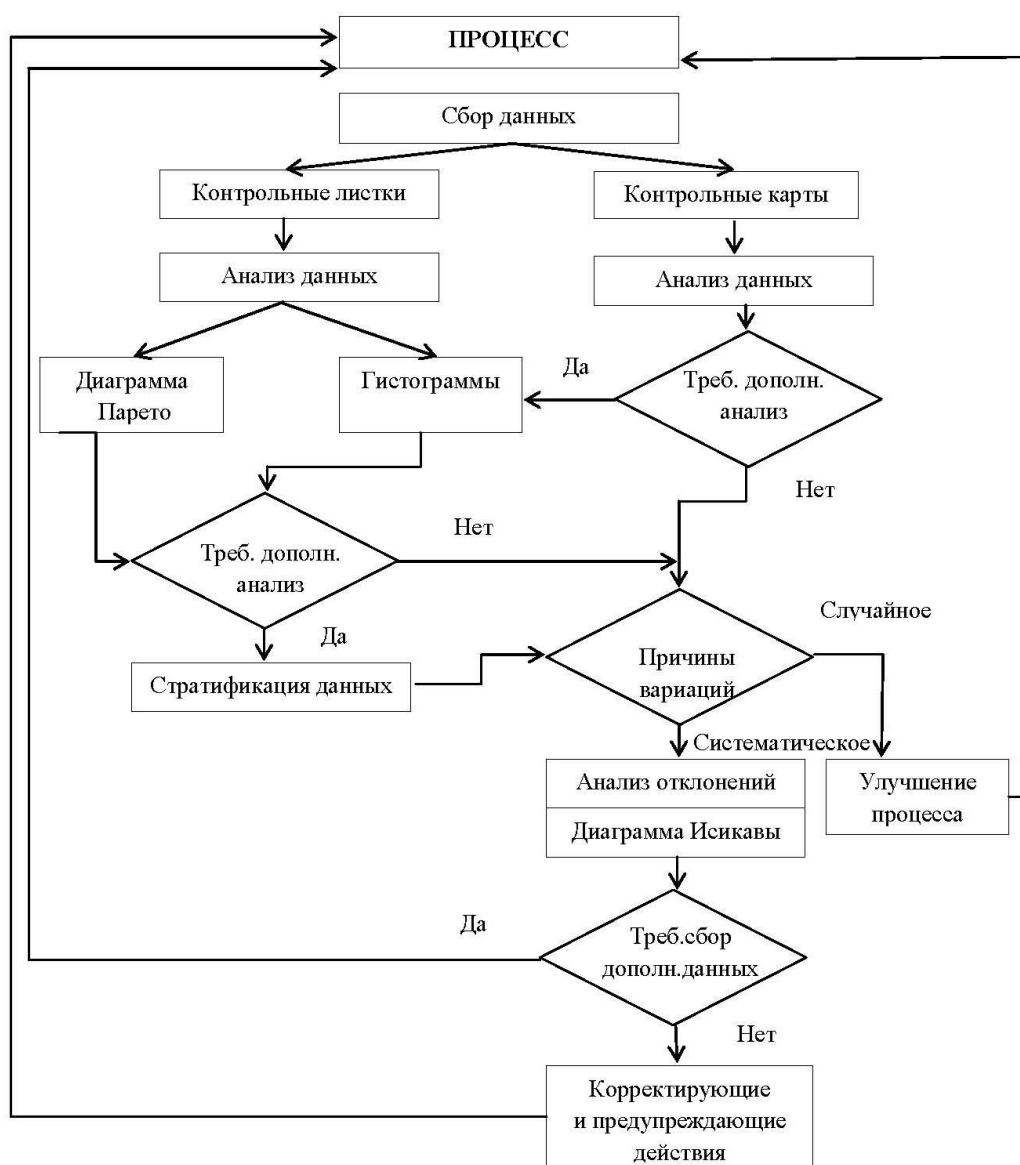 ПРОЦЕСС
Сбор данных
Контрольные листки
Контрольные карты
Анализ данных
Анализ данных
Диаграмма
Парето
Гистограммы
Да
Треб. дополн.
анализ
Нет
Нет
Треб. дополн.
анализ
Да
Случайное
Стратификация данных
Причины
вариаций
Систематическое
Анализ отклонений
Диаграмма Исикавы
Улучшение
процесса
Да
Треб.сбор
дополн.данных
Нет
Корректирующие
и предупреждающие
действия